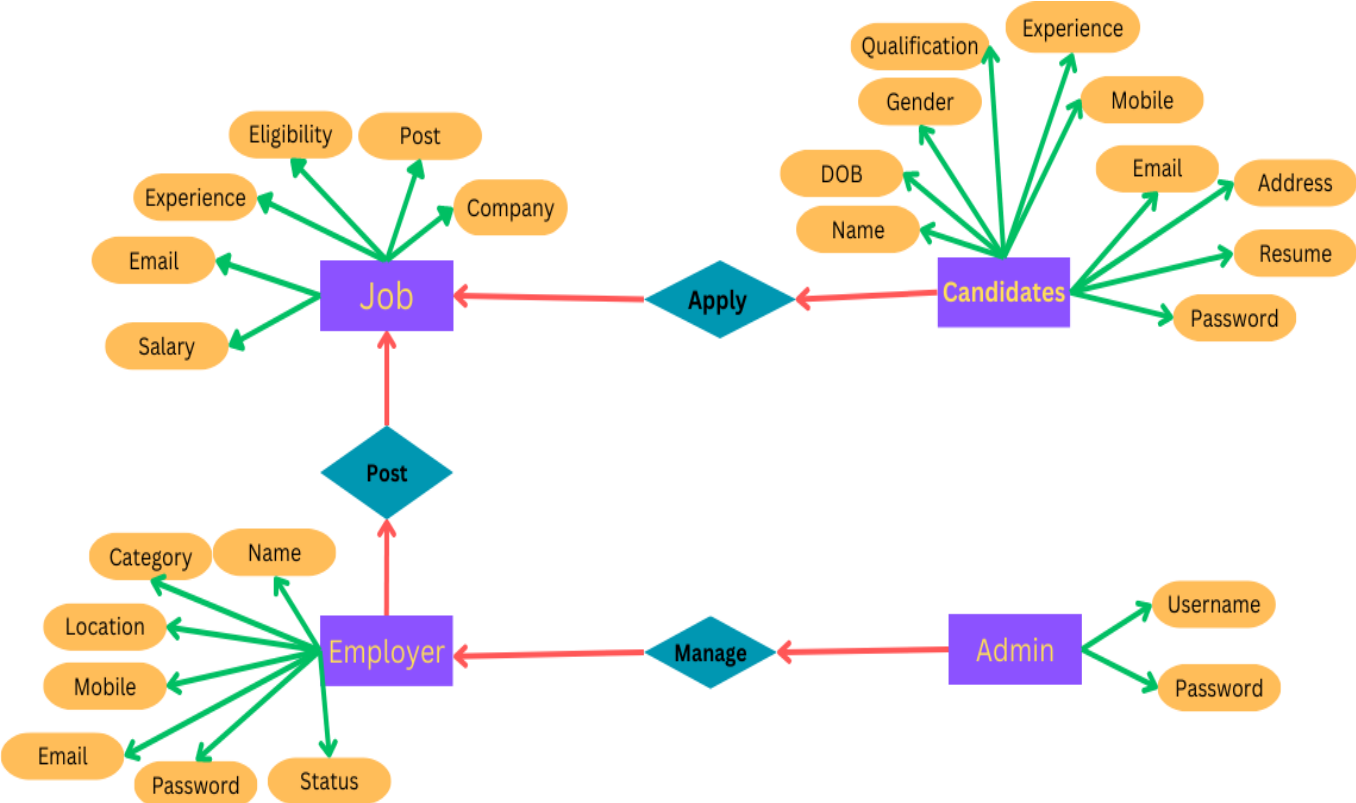 Qualification
Experience
Gender
Mobile
Eligibility
Post
DOB
Email
Address
Experience
Company
Name
Email
Resume
Job
Apply
Candidates
Salary
Password
Post
Category
Name
Location
Employer
Manage
Admin
Username
Mobile
Password
Email
Password
Status